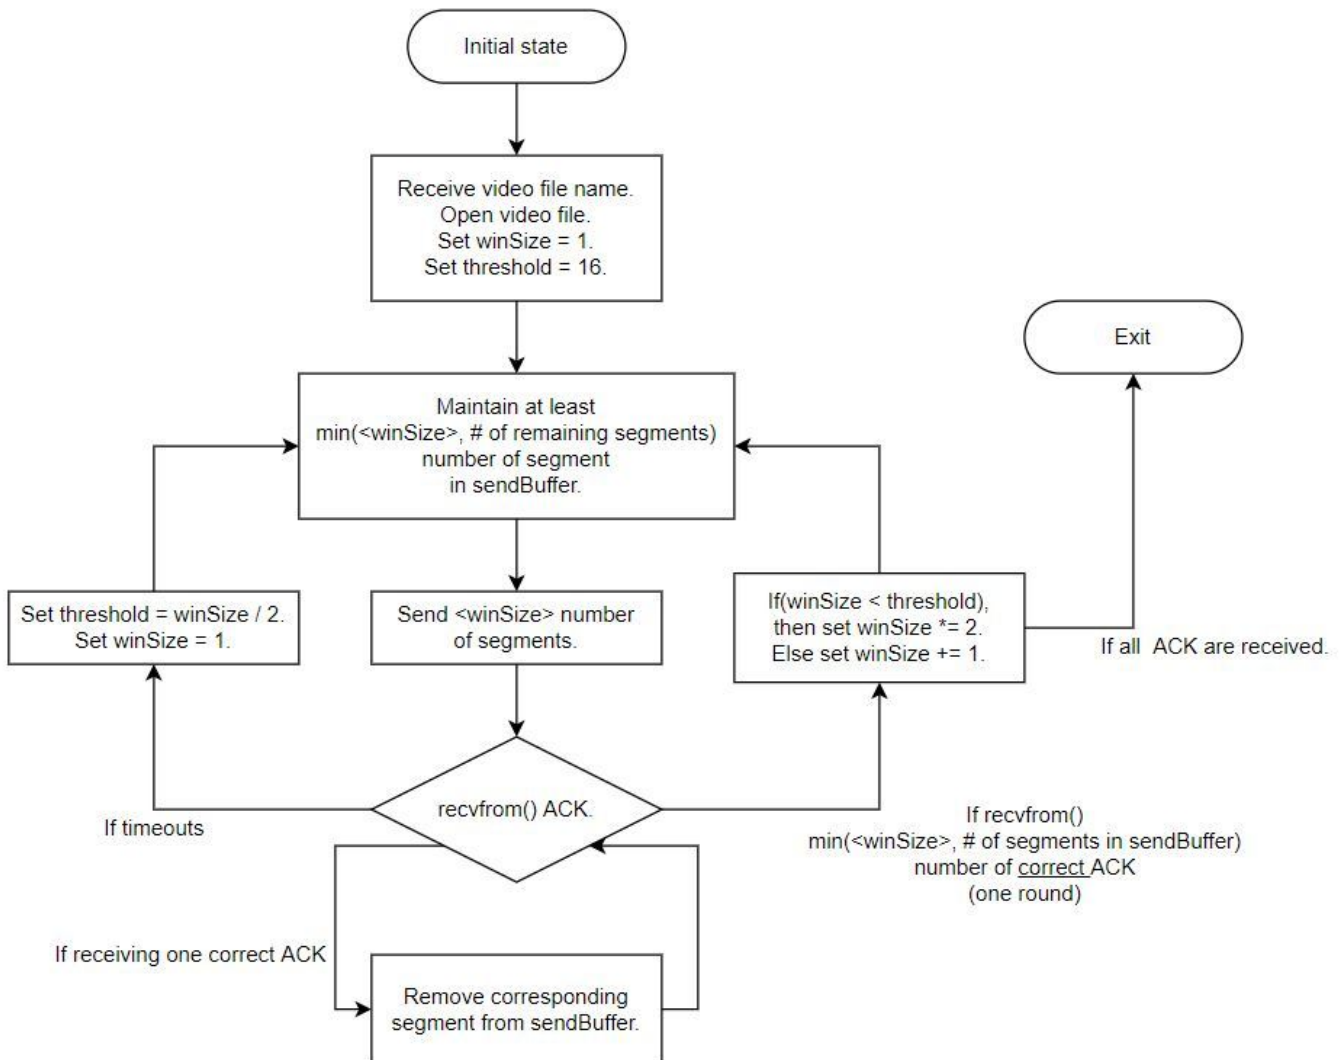 Initial state
Receive video file name.
Open video file.
Set winSize = 1.
Set threshold = 16.
Exit
Maintain at least
min(<winSize>, # of remaining segments)
number of segment
in sendBuffer.
Set threshold = winSize / 2.
Set winSize = 1.
Send <winSize> number
of segments.
If(winSize < threshold),
then set winSize *= 2.
Else set winSize += 1.
If all  ACK are received.
recvfrom() ACK.
If timeouts
If recvfrom()
min(<winSize>, # of segments in sendBuffer)
number of correct ACK
(one round)
If receiving one correct ACK
Remove corresponding
segment from sendBuffer.